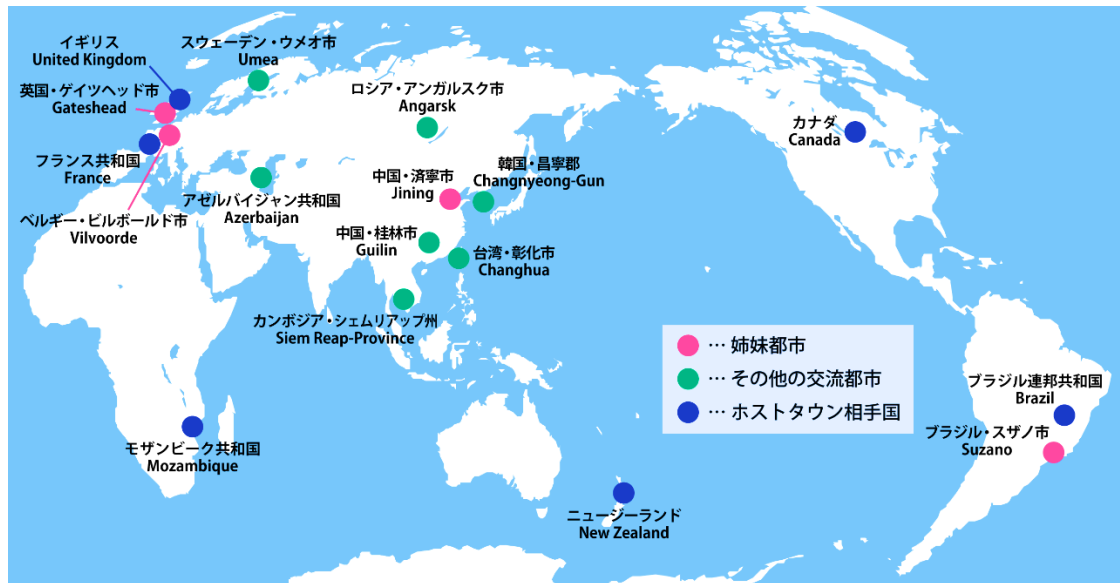 イギリス
United Kingdom
スウェーデン・ウメオ市
Umea
英国・ゲイツヘッド市
Gateshead
ロシア・アンガルスク市
Angarsk
カナダ
Canada
フランス共和国
France
中国・済寧市
Jining
韓国・昌寧郡
Changnyeong-Gun
アゼルバイジャン共和国
Azerbaijan
ベルギー・ビルボールド市
Vilvoorde
中国・桂林市
Guilin
台湾・彰化市
Changhua
カンボジア・シェムリアップ州
Siem Reap-Province
… 姉妹都市
… その他の交流都市
… ホストタウン相手国
ブラジル連邦共和国
Brazil
ブラジル・スザノ市
Suzano
モザンビーク共和国
Mozambique
ニュージーランド
New Zealand